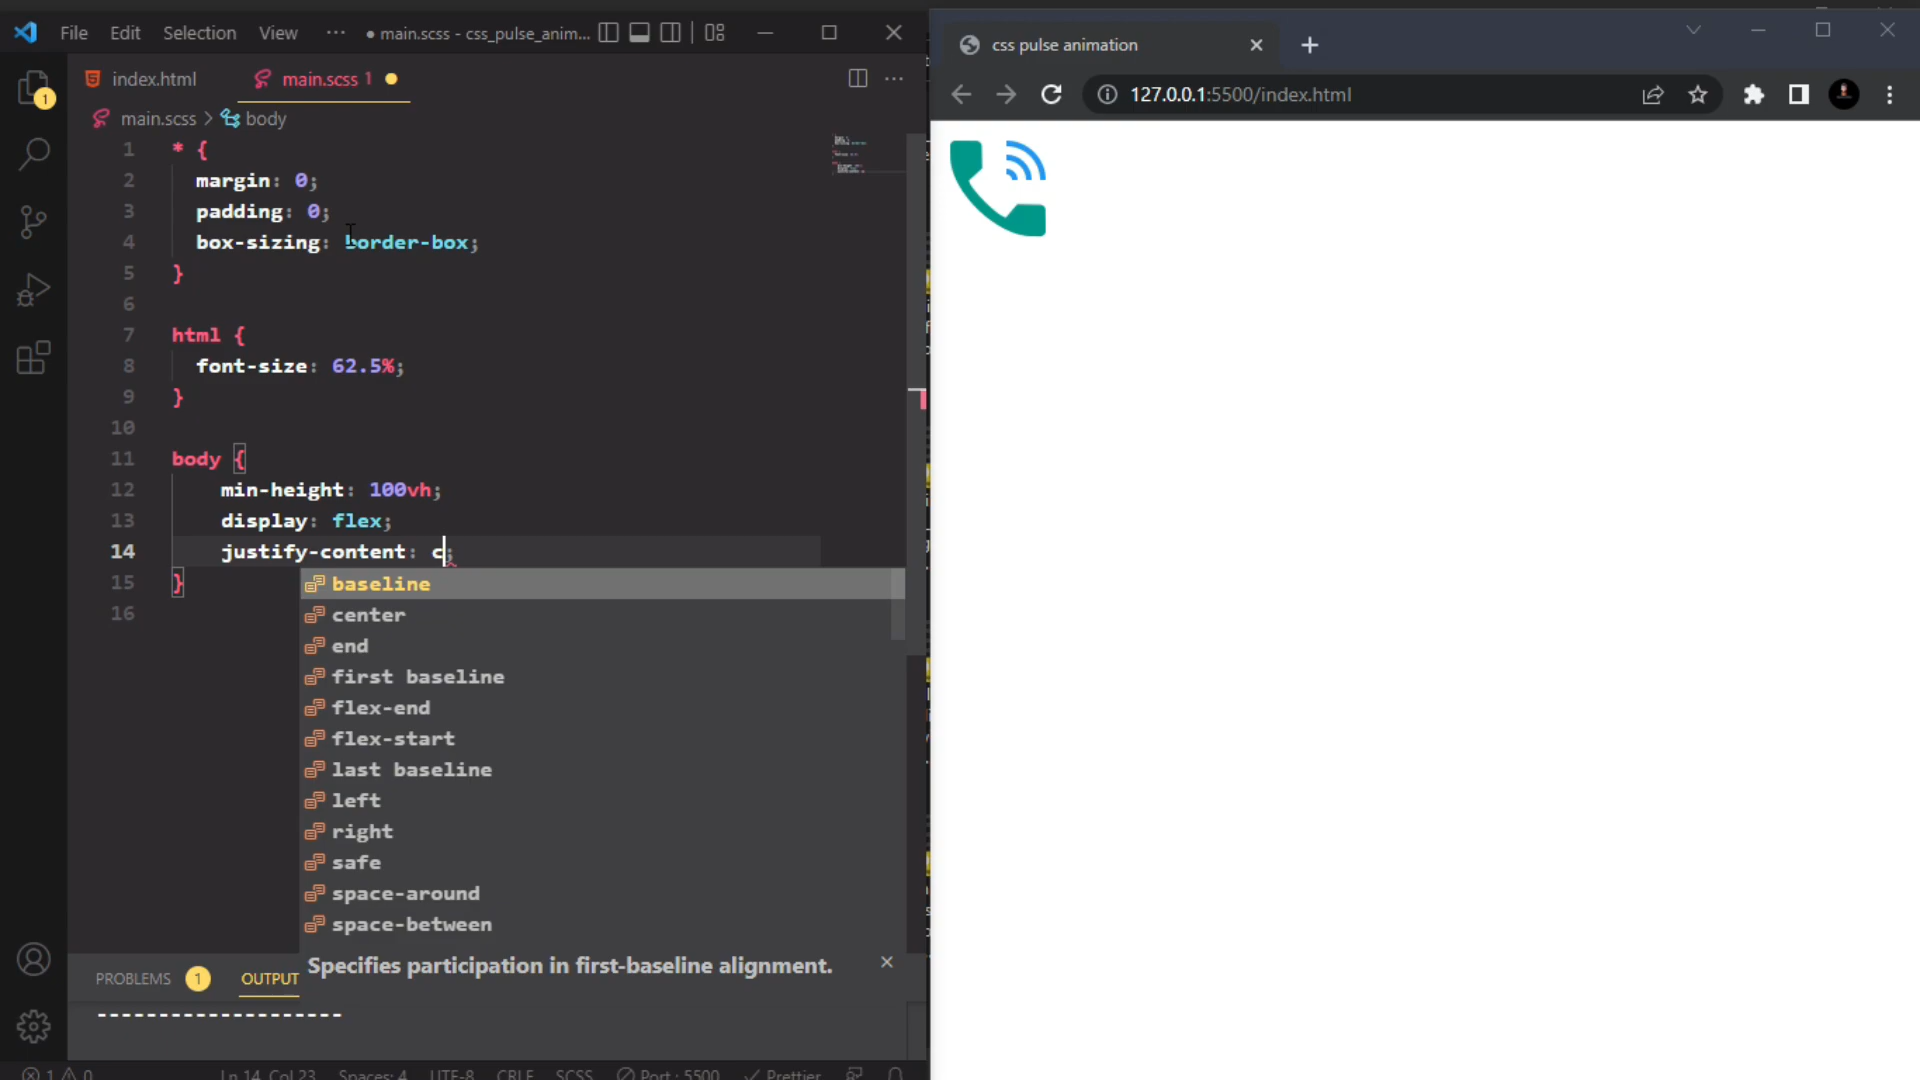 File Edit Selection View ··· ● main.scss - css_pulse_anim...
index.html main.scss 1 ●
main.scss > body
1 * {
2 margin: 0;
3 padding: 0;
4 box-sizing: border-box;
5 }
6
7 html {
8 font-size: 62.5%;
9 }
10
11 body {
12 min-height: 100vh;
13 display: flex;
14 justify-content: c;
15 }
16
baseline
center
end
first baseline
flex-end
flex-start
last baseline
left
right
safe
space-around
space-between
Specifies participation in first-baseline alignment.
PROBLEMS 1 OUTPUT
--------------------
1 0 Ln 14, Col 23 Spaces: 4 UTF-8 CRLF SCSS Port : 5500 Prettier
1
css pulse animation
127.0.0.1:5500/index.html